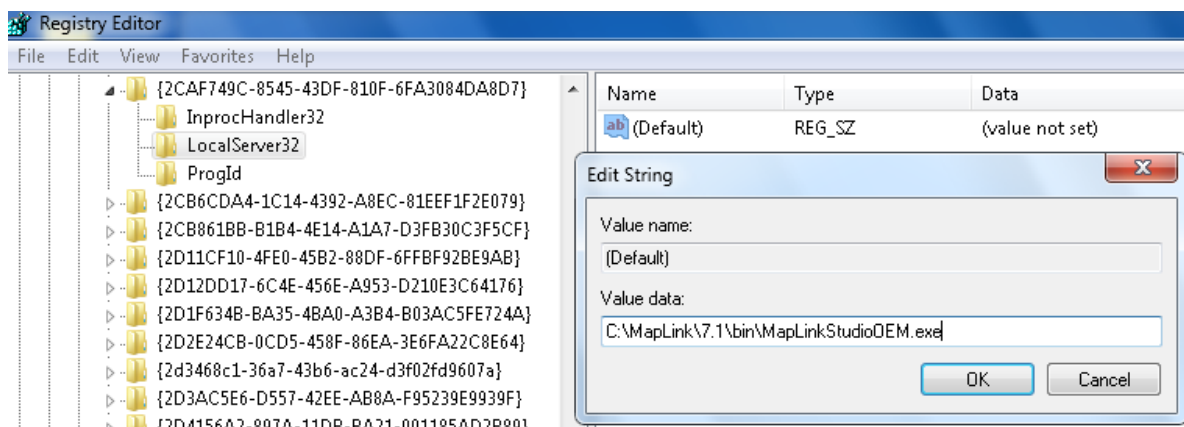 Registry Editor
File Edit View Favorites Help
{2CAF749C-8545-43DF-810F-6FA3084DA8D7}
InprocHandler32
LocalServer32
ProgId
{2CB6CDA4-1C14-4392-A8EC-81EEF1F2E079}
{2CB861BB-B1B4-4E14-A1A7-D3FB30C3F5CF}
{2D11CF10-4FE0-45B2-88DF-6FFBF92BE9AB}
{2D12DD17-6C4E-456E-A953-D210E3C64176}
{2D1F634B-BA35-4BA0-A3B4-B03AC5FE724A}
{2D2E24CB-0CD5-458F-86EA-3E6FA22C8E64}
{2d3468c1-36a7-43b6-ac24-d3f02fd9607a}
{2D3AC5E6-D557-42EE-AB8A-F95239E9939F}
Name Type Data
ab (Default) REG_SZ (value not set)
Edit String
Value name:
(Default)
Value data:
C:\MapLink\7.1\bin\MapLinkStudioOEM.exe
OK Cancel